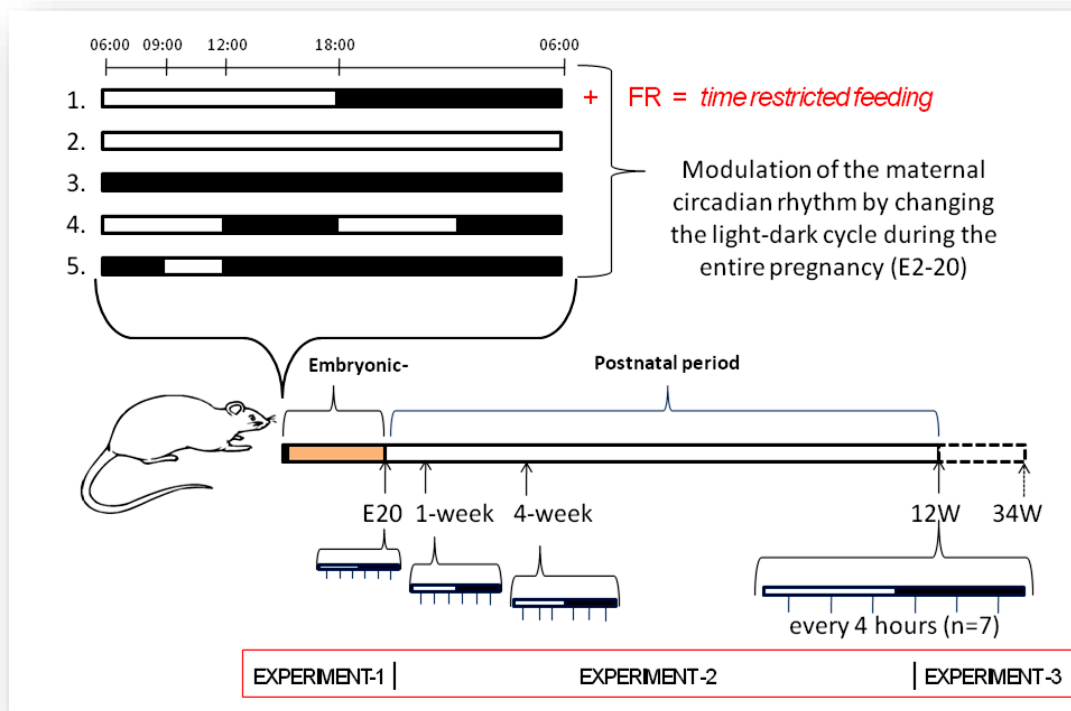 06:00 09:00 12:00 18:00 06:00
1.
+ FR = time restricted feeding
2.
3.
4.
5.
Modulation of the maternal
circadian rhythm by changing
the light-dark cycle during the
entire pregnancy (E2-20)
Embryonic-
Postnatal period
E20 1-week 4-week 12W 34W
every 4 hours (n=7)
EXPERIMENT-1 | EXPERIMENT-2 | EXPERIMENT-3